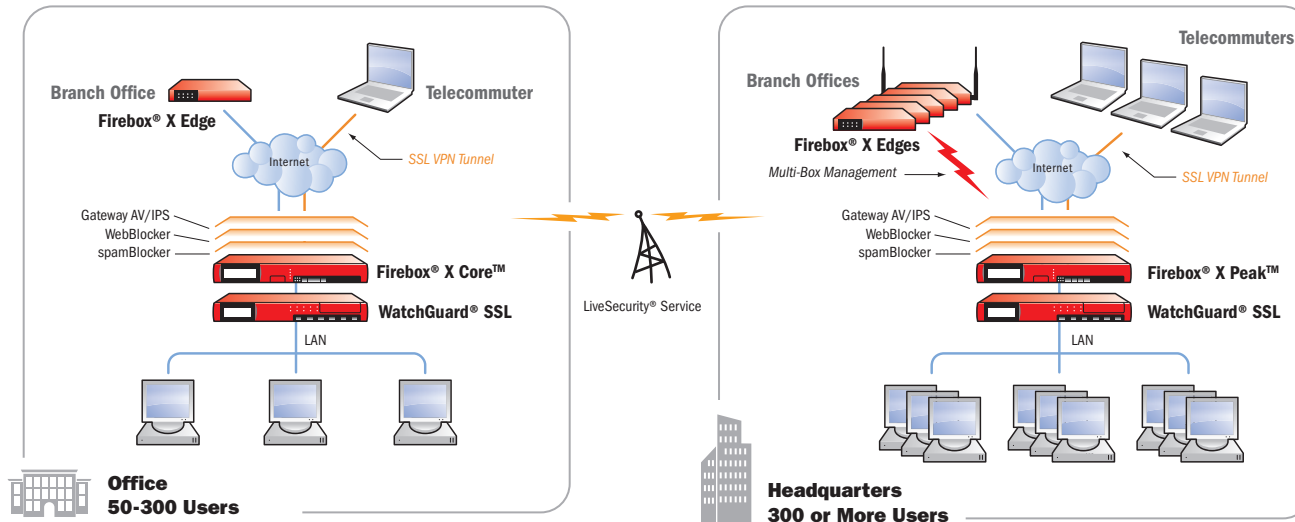 Branch Office
Firebox® X Edge
Telecommuter
Internet
SSL VPN Tunnel
Gateway AV/IPS
WebBlocker
spamBlocker
Firebox® X Core™
WatchGuard® SSL
LAN
Office
50-300 Users
LiveSecurity® Service
Telecommuters
Branch Offices
Firebox® X Edges
Multi-Box Management
Internet
SSL VPN Tunnel
Gateway AV/IPS
WebBlocker
spamBlocker
Firebox® X Peak™
WatchGuard® SSL
LAN
Headquarters
300 or More Users